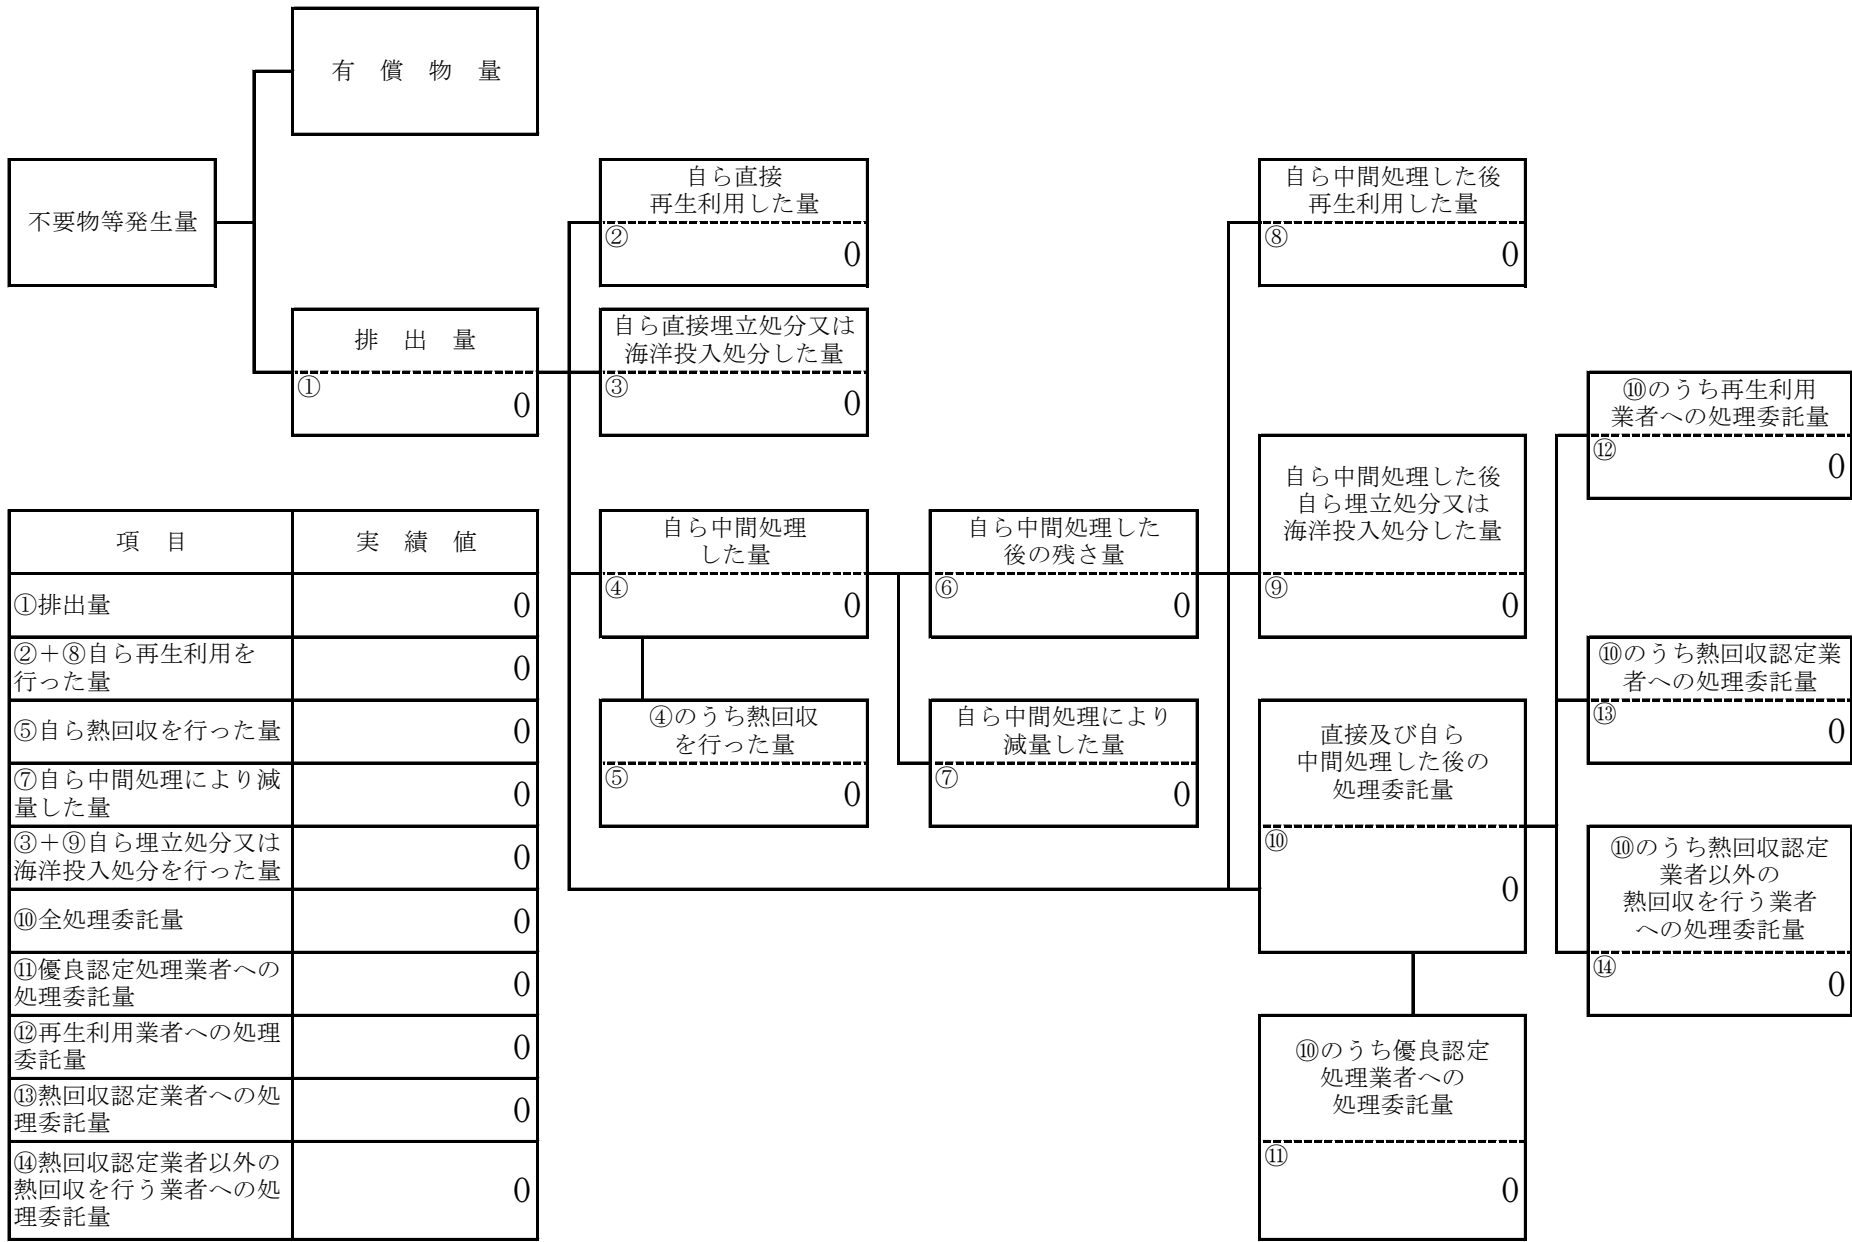 有　償　物　量
不要物等発生量
排　出　量
①
0
自ら直接
再生利用した量
②
0
自ら直接埋立処分又は
海洋投入処分した量
③
0
自ら中間処理
した量
④
0
④のうち熱回収
を行った量
⑤
0
自ら中間処理した
後の残さ量
⑥
0
自ら中間処理により
減量した量
⑦
0
自ら中間処理した後
再生利用した量
⑧
0
自ら中間処理した後
自ら埋立処分又は
海洋投入処分した量
⑨
0
直接及び自ら
中間処理した後の
処理委託量
⑩
0
⑩のうち優良認定
処理業者への
処理委託量
⑪
0
⑩のうち再生利用
業者への処理委託量
⑫
0
⑩のうち熱回収認定業
者への処理委託量
⑬
0
⑩のうち熱回収認定
業者以外の
熱回収を行う業者
への処理委託量
⑭
0
項　目　実　績　値
①排出量　0
②＋⑧自ら再生利用を
行った量　0
⑤自ら熱回収を行った量　0
⑦自ら中間処理により減
量した量　0
③＋⑨自ら埋立処分又は
海洋投入処分を行った量　0
⑩全処理委託量　0
⑪優良認定処理業者への
処理委託量　0
⑫再生利用業者への処理
委託量　0
⑬熱回収認定業者への処
理委託量　0
⑭熱回収認定業者以外の
熱回収を行う業者への処
理委託量　0